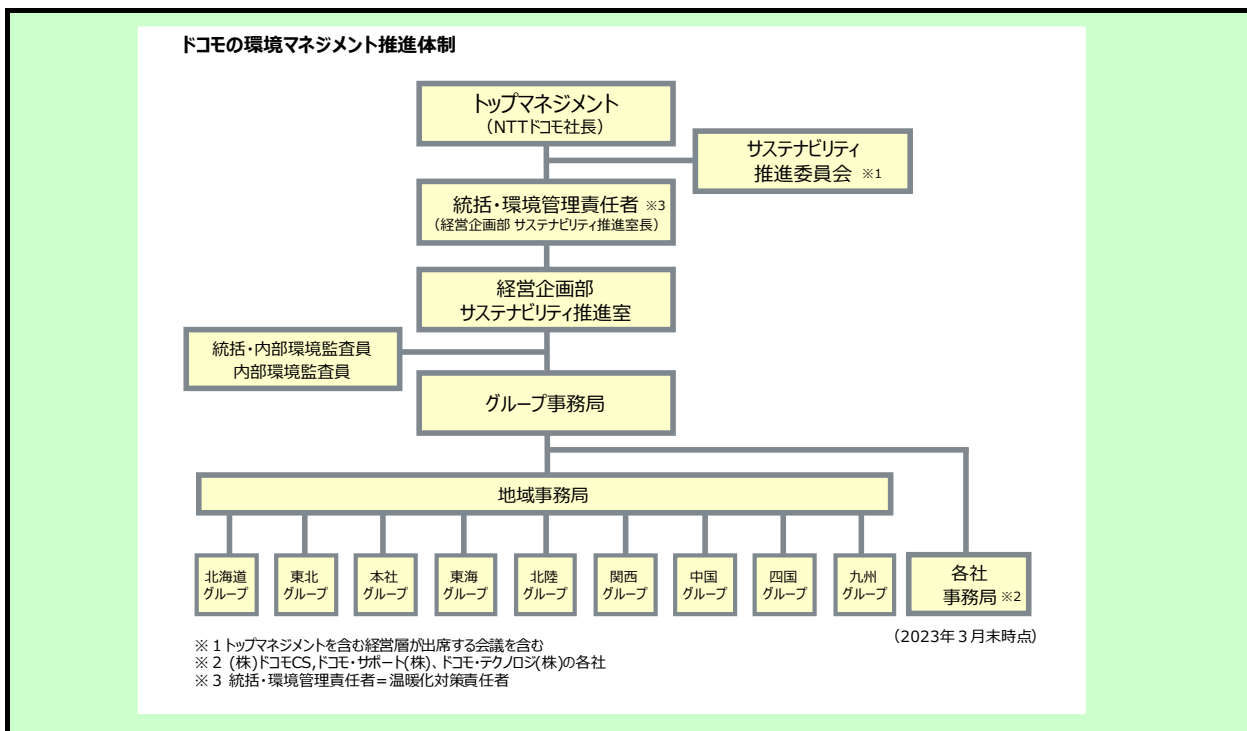 ドコモの環境マネジメント推進体制
トップマネジメント
（NTTドコモ社長）
サステナビリティ
推進委員会 ※1
統括・環境管理責任者 ※3
（経営企画部 サステナビリティ推進室長）
経営企画部
サステナビリティ推進室
統括・内部環境監査員
内部環境監査員
グループ事務局
地域事務局
北海道
グループ
東北
グループ
本社
グループ
東海
グループ
北陸
グループ
関西
グループ
中国
グループ
四国
グループ
九州
グループ
各社
事務局 ※2
（2023年３月末時点）
※１トップマネジメントを含む経営層が出席する会議を含む
※２ (株)ドコモCS,ドコモ・サポート(株)、ドコモ・テクノロジ(株)の各社
※３ 統括・環境管理責任者＝温暖化対策責任者